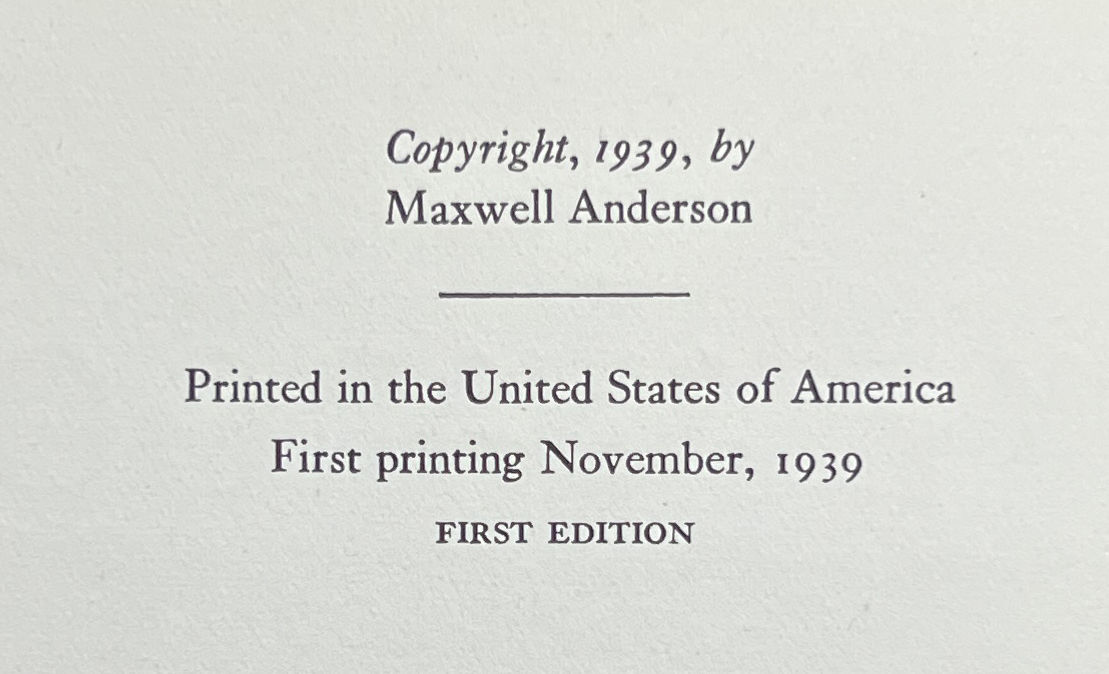 Copyright, 1939, by
Maxwell Anderson
Printed in the United States of America
First printing November, 1939
FIRST EDITION